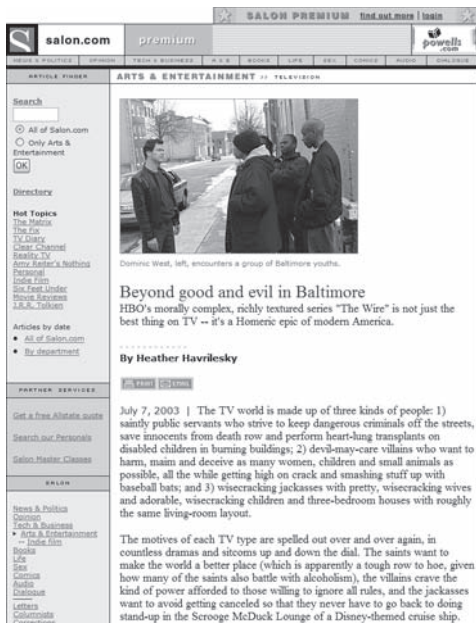 SALON PREMIUM find out more | login
S salon.com premium
powells.com
NEWS & POLITICS OPINION TECH & BUSINESS A & E BOOKS LIFE SEX COMICS AUDIO DIALOGUE
ARTICLE FINDER
ARTS & ENTERTAINMENT // TELEVISION
Search
All of Salon.com
Only Arts &
Entertainment
OK
Directory
Hot Topics
The Matrix
The Fix
TV Diary
Clear Channel
Reality TV
Amy Reiter's Nothing
Personal
Indie Film
Six Feet Under
Movie Reviews
J.R.R. Tolkien
Articles by date
All of Salon.com
By department
PARTNER SERVICES
Get a free Allstate quote
Search our Personals
Salon Master Classes
SALON
News & Politics
Opinion
Tech & Business
Arts & Entertainment
-- Indie film
Books
Life
Sex
Comics
Audio
Dialogue
Letters
Columnists
Dominic West, left, encounters a group of Baltimore youths.
Beyond good and evil in Baltimore
HBO's morally complex, richly textured series "The Wire" is not just the
best thing on TV -- it's a Homeric epic of modern America.
- - - - - - - - - - - -
By Heather Havrilesky
PRINT EMAIL
July 7, 2003 | The TV world is made up of three kinds of people: 1)
saintly public servants who strive to keep dangerous criminals off the streets,
save innocents from death row and perform heart-lung transplants on
disabled children in burning buildings; 2) devil-may-care villains who want to
harm, maim and deceive as many women, children and small animals as
possible, all the while getting high on crack and smashing stuff up with
baseball bats; and 3) wisecracking jackasses with pretty, wisecracking wives
and adorable, wisecracking children and three-bedroom houses with roughly
the same living-room layout.
The motives of each TV type are spelled out over and over again, in
countless dramas and sitcoms up and down the dial. The saints want to
make the world a better place (which is apparently a tough row to hoe, given
how many of the saints also battle with alcoholism), the villains crave the
kind of power afforded to those willing to ignore all rules, and the jackasses
want to avoid getting canceled so that they never have to go back to doing
stand-up in the Scrooge McDuck Lounge of a Disney-themed cruise ship.